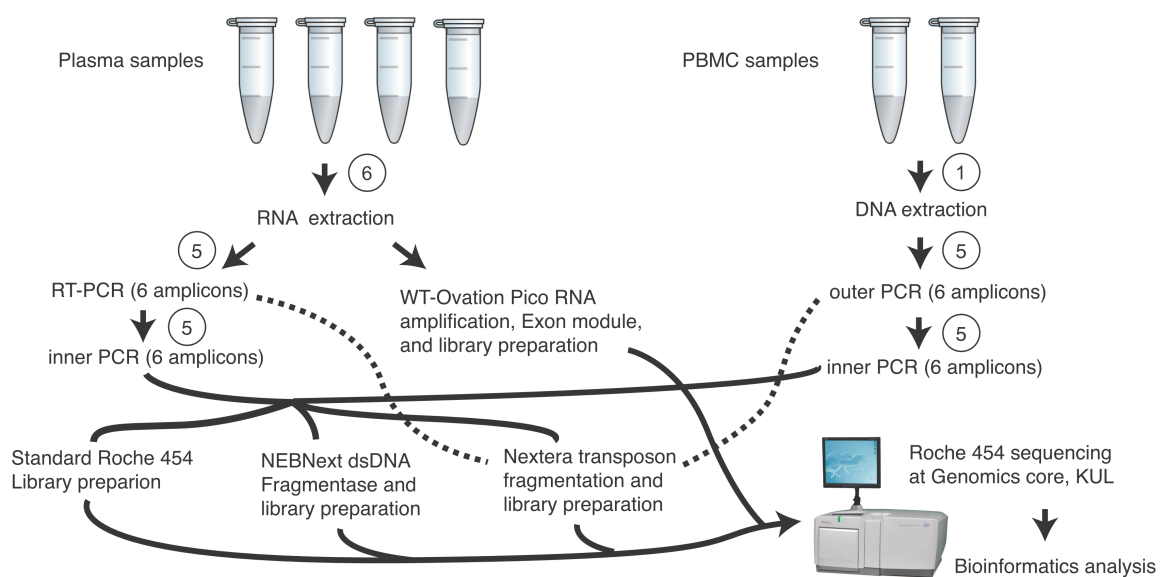 Plasma samples
PBMC samples
6
1
RNA extraction
DNA extraction
5
5
RT-PCR (6 amplicons)
WT-Ovation Pico RNA
amplification, Exon module,
and library preparation
outer PCR (6 amplicons)
5
5
inner PCR (6 amplicons)
inner PCR (6 amplicons)
Standard Roche 454
Library preparion
NEBNext dsDNA
Fragmentase and
library preparation
Nextera transposon
fragmentation and
library preparation
Roche 454 sequencing
at Genomics core, KUL
Bioinformatics analysis